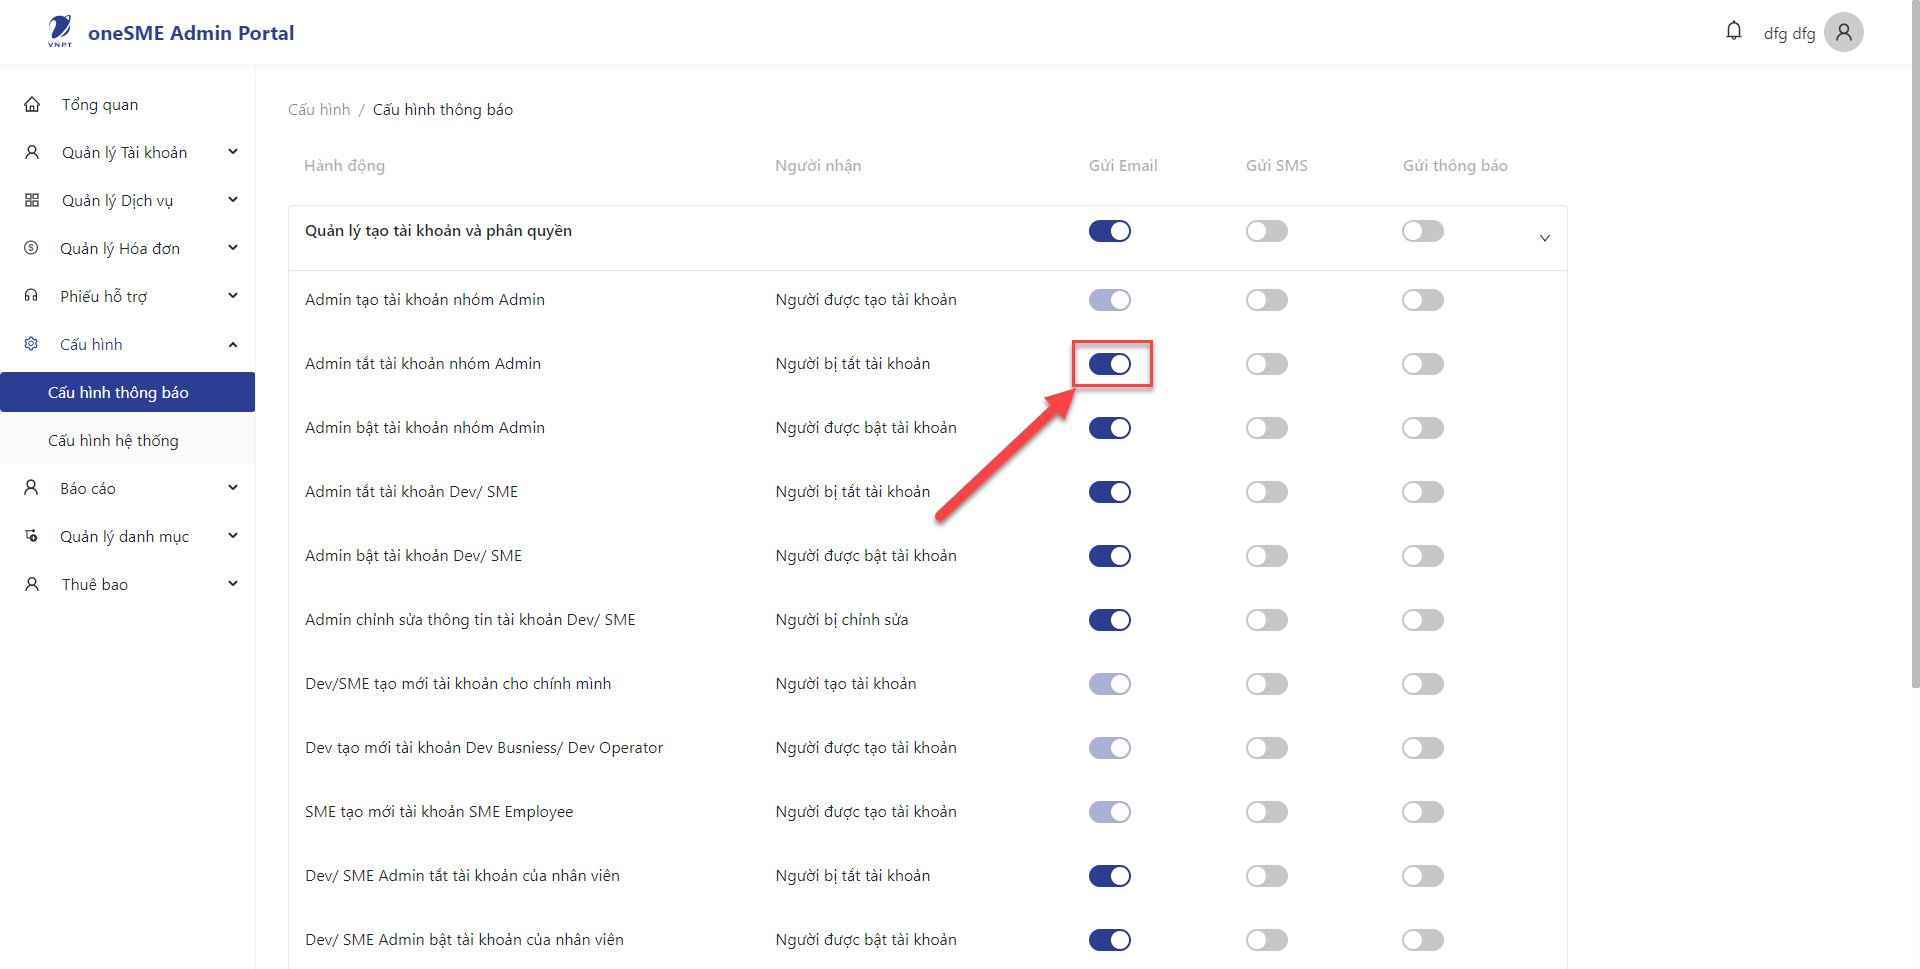 VNPT
oneSME Admin Portal
dfg dfg
Tổng quan
Quản lý Tài khoản
Quản lý Dịch vụ
Quản lý Hóa đơn
Phiếu hỗ trợ
Cấu hình
Cấu hình thông báo
Cấu hình hệ thống
Báo cáo
Quản lý danh mục
Thuê bao
Cấu hình / Cấu hình thông báo
Hành động Người nhận Gửi Email Gửi SMS Gửi thông báo
Quản lý tạo tài khoản và phân quyền
Admin tạo tài khoản nhóm Admin Người được tạo tài khoản
Admin tắt tài khoản nhóm Admin Người bị tắt tài khoản
Admin bật tài khoản nhóm Admin Người được bật tài khoản
Admin tắt tài khoản Dev/ SME Người bị tắt tài khoản
Admin bật tài khoản Dev/ SME Người được bật tài khoản
Admin chỉnh sửa thông tin tài khoản Dev/ SME Người bị chỉnh sửa
Dev/SME tạo mới tài khoản cho chính mình Người tạo tài khoản
Dev tạo mới tài khoản Dev Busniess/ Dev Operator Người được tạo tài khoản
SME tạo mới tài khoản SME Employee Người được tạo tài khoản
Dev/ SME Admin tắt tài khoản của nhân viên Người bị tắt tài khoản
Dev/ SME Admin bật tài khoản của nhân viên Người được bật tài khoản